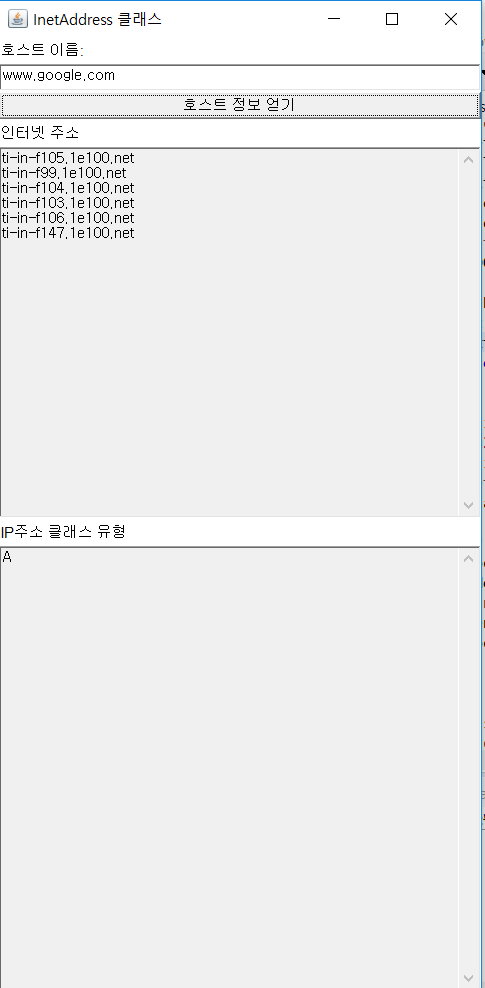 InetAddress 클래스
호스트 이름:
www.google.com
호스트 정보 얻기
인터넷 주소
ti-in-f105.1e100.net
ti-in-f99.1e100.net
ti-in-f104.1e100.net
ti-in-f103.1e100.net
ti-in-f106.1e100.net
ti-in-f147.1e100.net
IP주소 클래스 유형
A